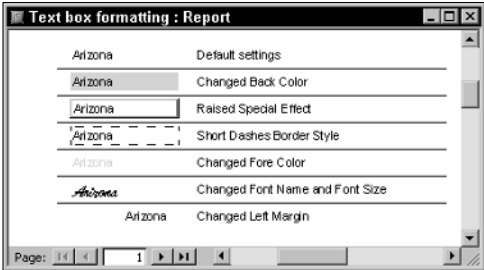 Text box formatting : Report
Arizona Default settings
Arizona Changed Back Color
Arizona Raised Special Effect
Arizona Short Dashes Border Style
Arizona Changed Fore Color
Arizona Changed Font Name and Font Size
Arizona Changed Left Margin
Page: 1